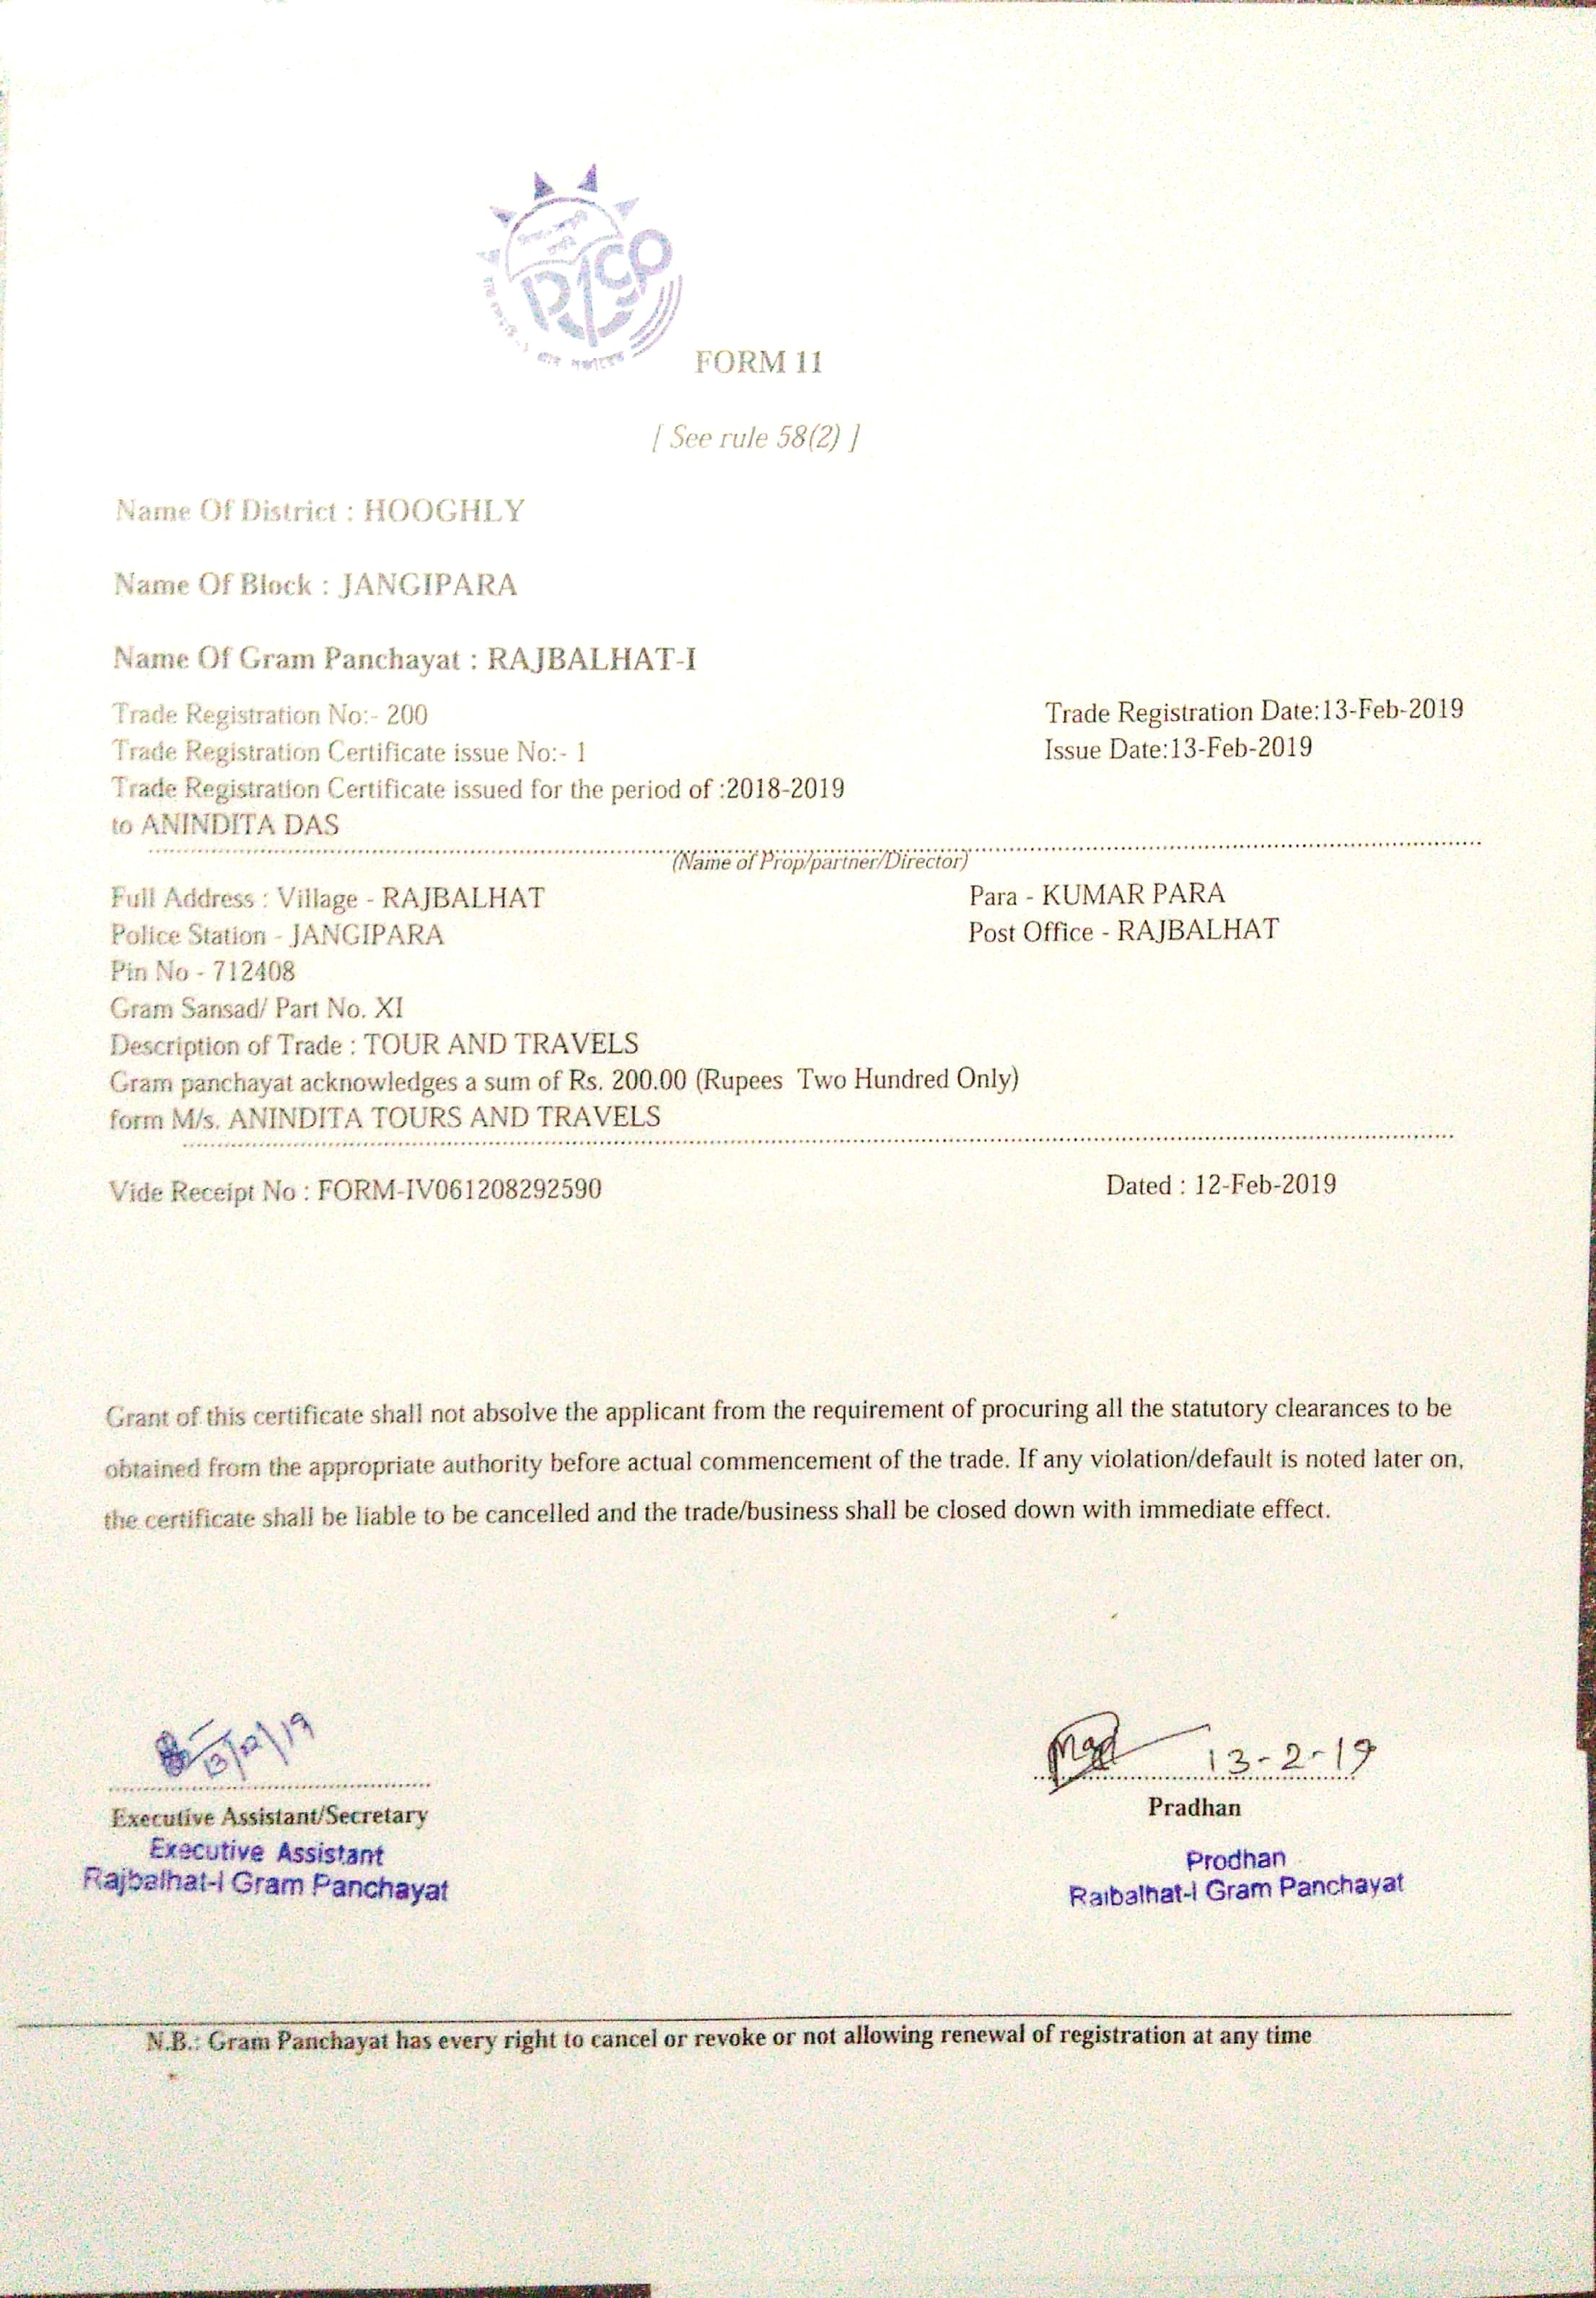 FORM 11
[ See rule 58(2) ]
Name Of District : HOOGHLY
Name Of Block : JANGIPARA
Name Of Gram Panchayat : RAJBALHAT-I
Trade Registration No:- 200 Trade Registration Date:13-Feb-2019
Trade Registration Certificate issue No:- 1 Issue Date:13-Feb-2019
Trade Registration Certificate issued for the period of :2018-2019
to ANINDITA DAS
(Name of Prop/partner/Director)
Full Address : Village - RAJBALHAT Para - KUMAR PARA
Police Station - JANGIPARA Post Office - RAJBALHAT
Pin No - 712408
Gram Sansad/ Part No. XI
Description of Trade : TOUR AND TRAVELS
Gram panchayat acknowledges a sum of Rs. 200.00 (Rupees Two Hundred Only)
form M/s. ANINDITA TOURS AND TRAVELS
Vide Receipt No : FORM-IV061208292590 Dated : 12-Feb-2019
Grant of this certificate shall not absolve the applicant from the requirement of procuring all the statutory clearances to be
obtained from the appropriate authority before actual commencement of the trade. If any violation/default is noted later on,
the certificate shall be liable to be cancelled and the trade/business shall be closed down with immediate effect.
13/2/19 13-2-19
Executive Assistant/Secretary Pradhan
Executive Assistant Prodhan
Rajbalhat-I Gram Panchayat Rajbalhat-I Gram Panchayat
N.B.: Gram Panchayat has every right to cancel or revoke or not allowing renewal of registration at any time